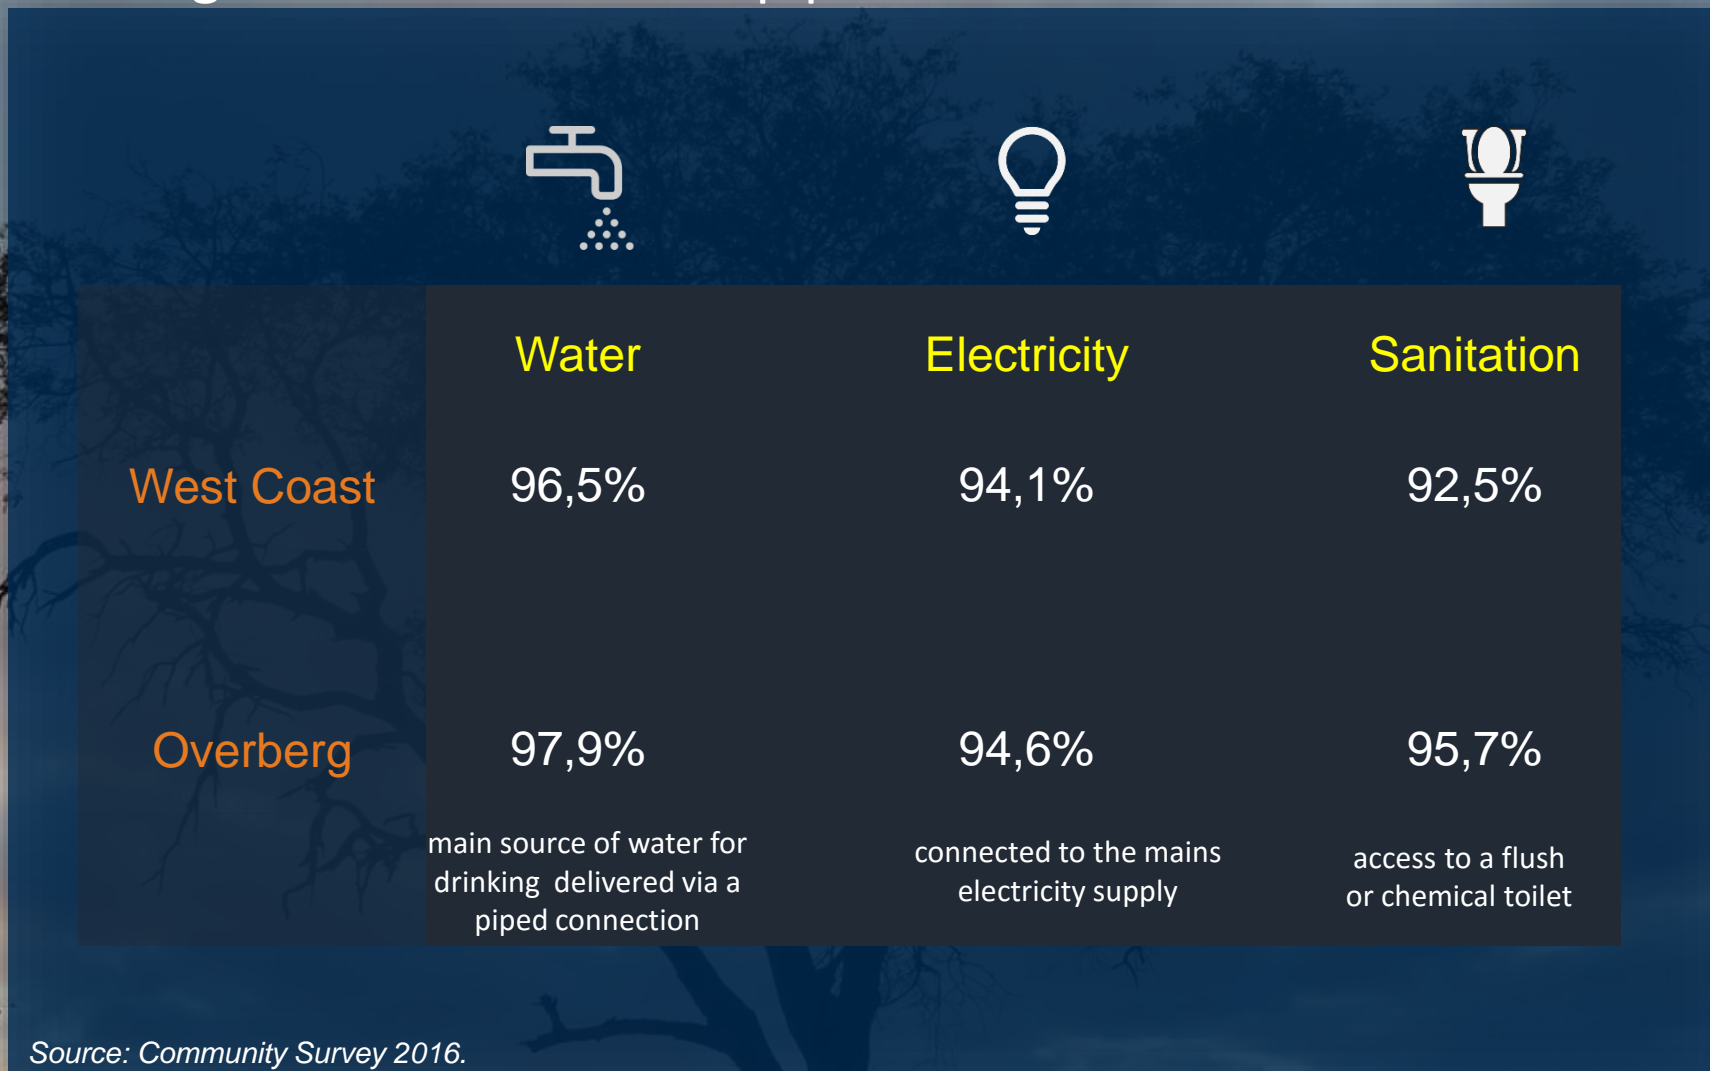 Water Electricity Sanitation
West Coast 96,5% 94,1% 92,5%
Overberg 97,9% 94,6% 95,7%
main source of water for
drinking delivered via a
piped connection
connected to the mains
electricity supply
access to a flush
or chemical toilet
Source: Community Survey 2016.